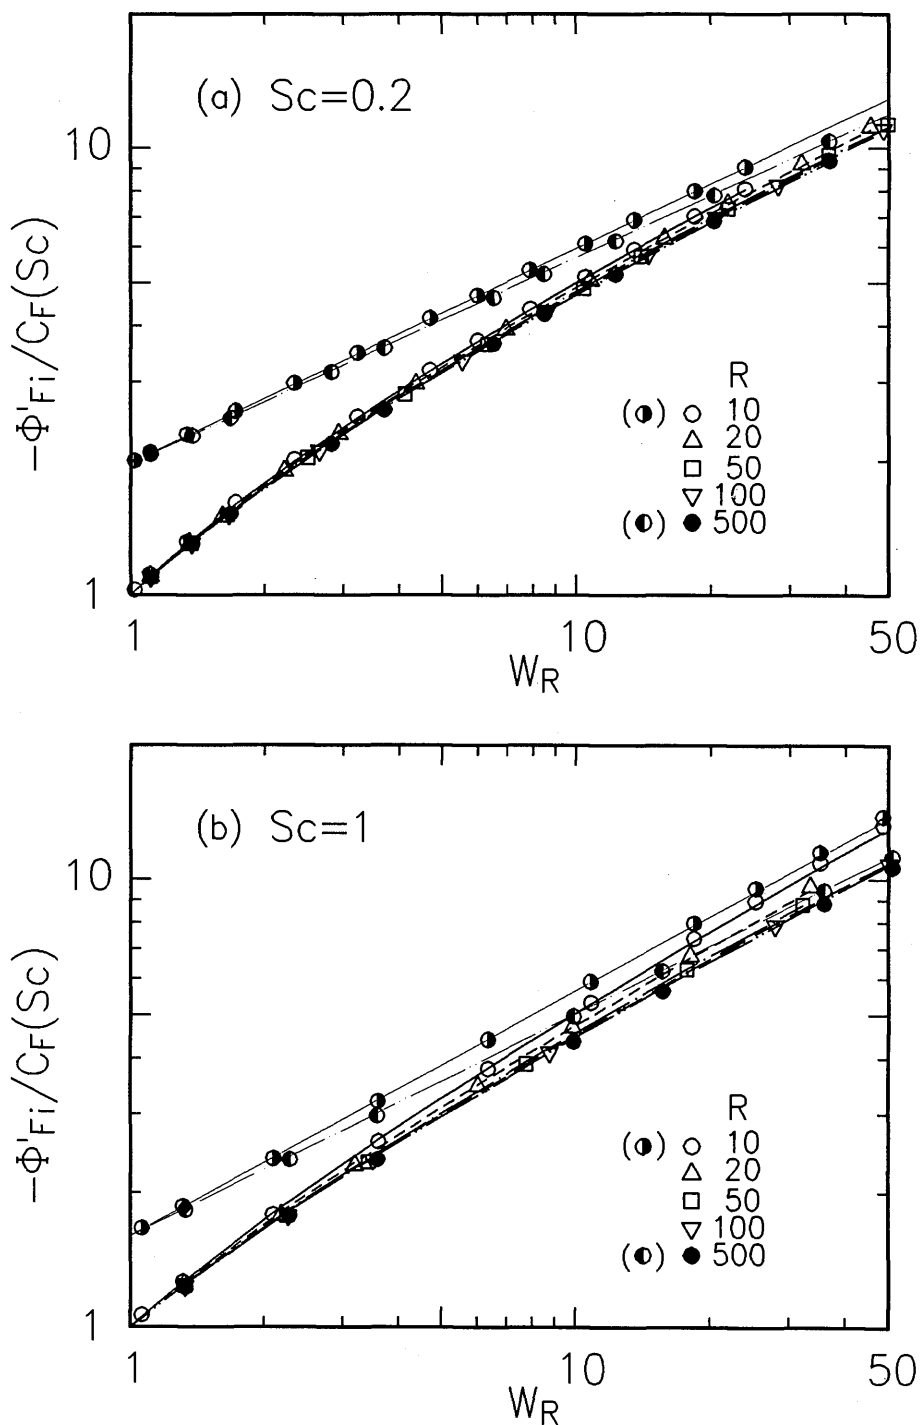 (a) Sc=0.2
10
1
−Φ'Fi/CF(Sc)
R
(◑) ○ 10
△ 20
□ 50
▽ 100
(◐) ● 500
1 10 50
WR
(b) Sc=1
10
1
−Φ'Fi/CF(Sc)
R
(◑) ○ 10
△ 20
□ 50
▽ 100
(◐) ● 500
1 10 50
WR